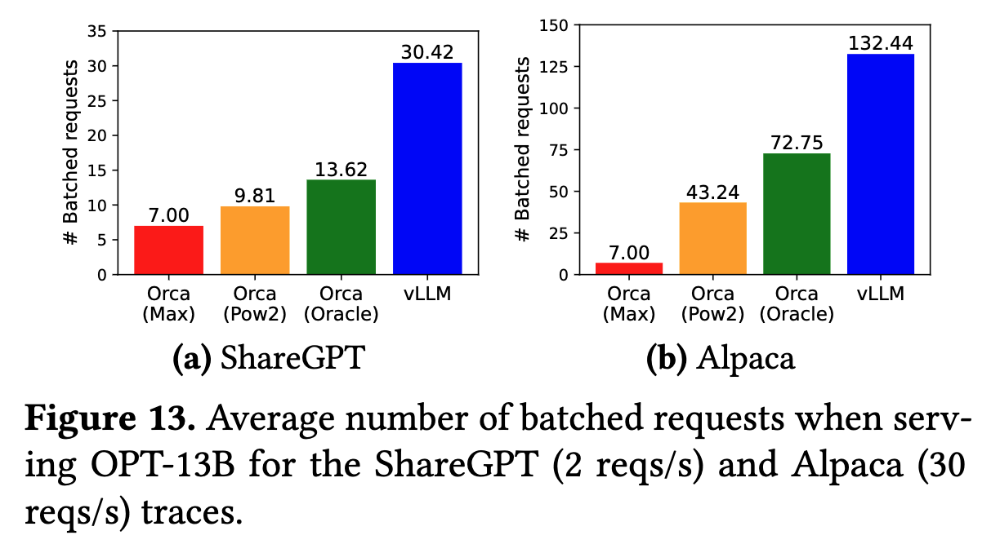 35
30
25
20
15
10
5
0
# Batched requests
7.00
9.81
13.62
30.42
Orca
(Max)
Orca
(Pow2)
Orca
(Oracle)
vLLM
(a) ShareGPT
150
125
100
75
50
25
0
# Batched requests
7.00
43.24
72.75
132.44
Orca
(Max)
Orca
(Pow2)
Orca
(Oracle)
vLLM
(b) Alpaca
Figure 13. Average number of batched requests when serv-
ing OPT-13B for the ShareGPT (2 reqs/s) and Alpaca (30
reqs/s) traces.